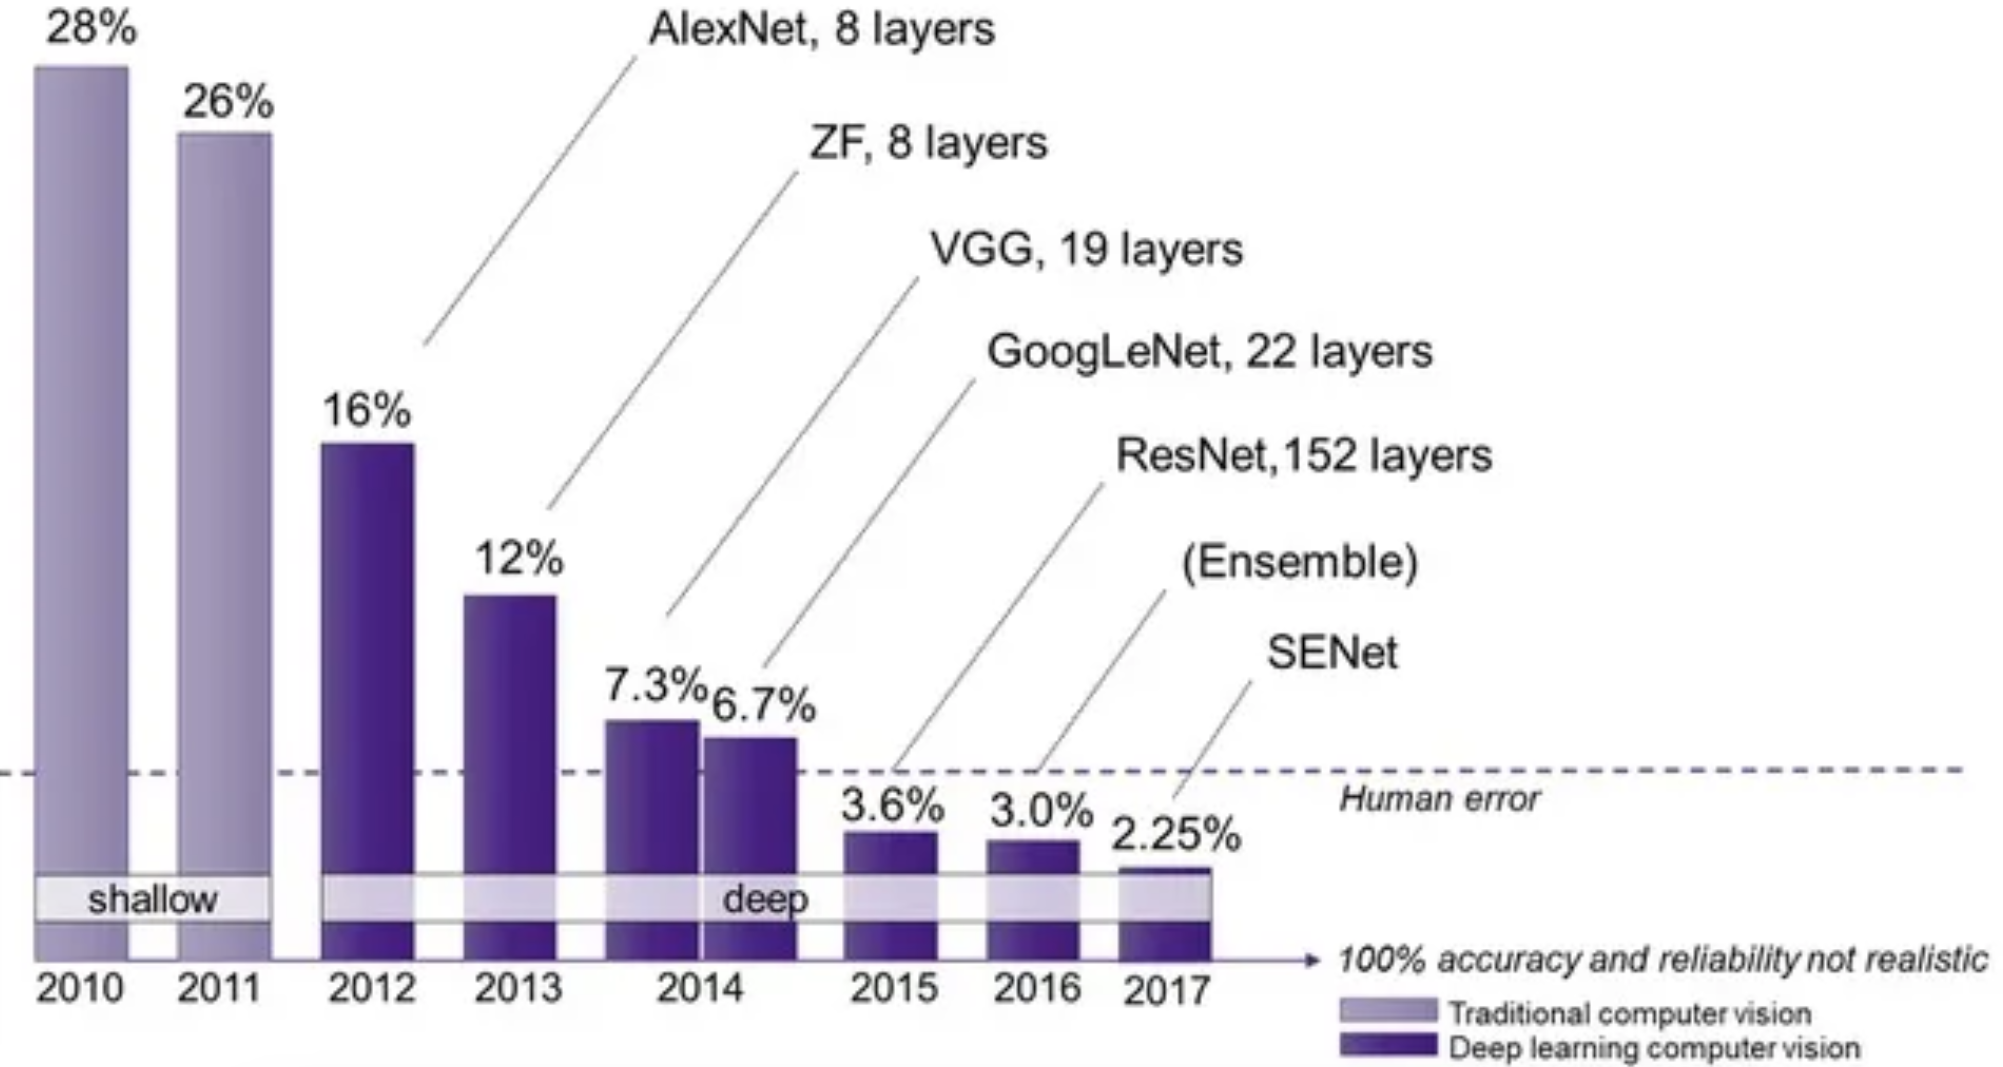 28%
26%
AlexNet, 8 layers
ZF, 8 layers
VGG, 19 layers
GoogLeNet, 22 layers
16%
ResNet,152 layers
12%
(Ensemble)
SENet
7.3%
6.7%
3.6%
3.0%
2.25%
Human error
shallow
deep
100% accuracy and reliability not realistic
2010
2011
2012
2013
2014
2015
2016
2017
Traditional computer vision
Deep learning computer vision